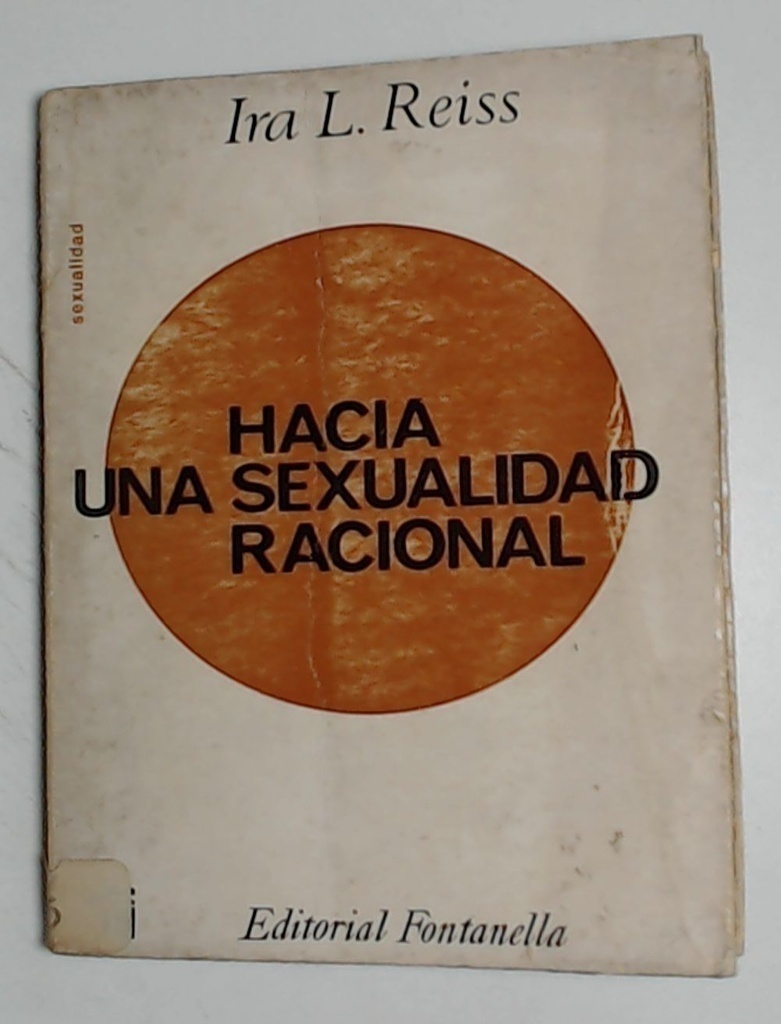 Ira L. Reiss
sexualidad
HACIA
UNA SEXUALIDAD
RACIONAL
Editorial Fontanella